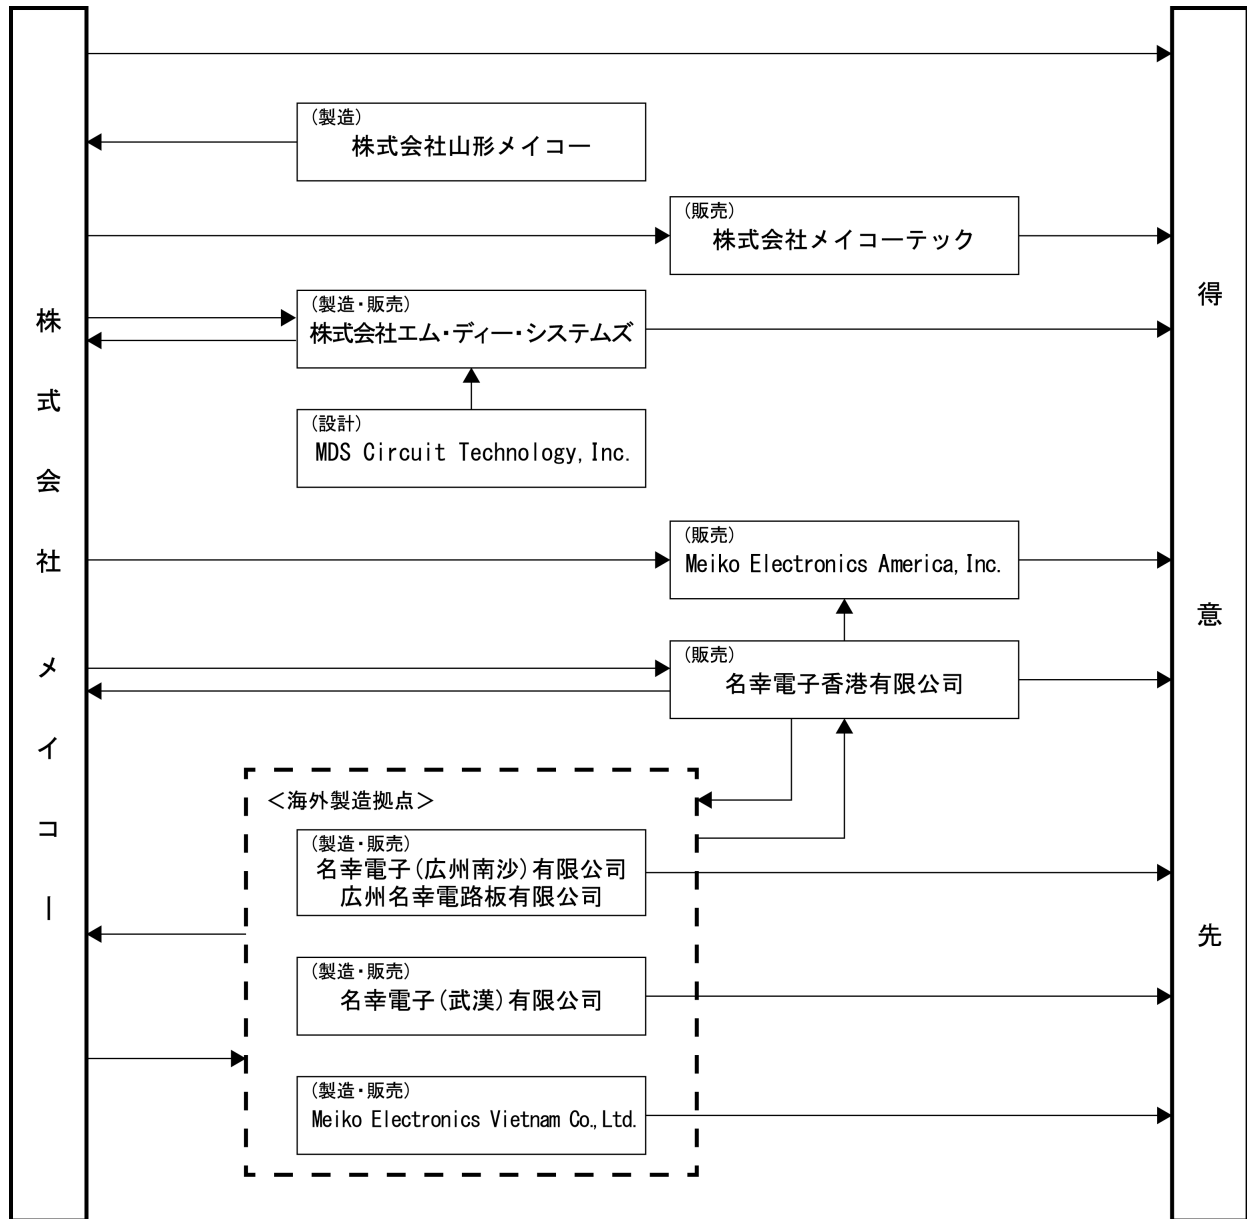 株式会社メイコー
(製造)
株式会社山形メイコー
(販売)
株式会社メイコーテック
(製造・販売)
株式会社エム・ディー・システムズ
(設計)
MDS Circuit Technology, Inc.
(販売)
Meiko Electronics America, Inc.
(販売)
名幸電子香港有限公司
＜海外製造拠点＞
(製造・販売)
名幸電子(広州南沙)有限公司
広州名幸電路板有限公司
(製造・販売)
名幸電子(武漢)有限公司
(製造・販売)
Meiko Electronics Vietnam Co., Ltd.
得意先